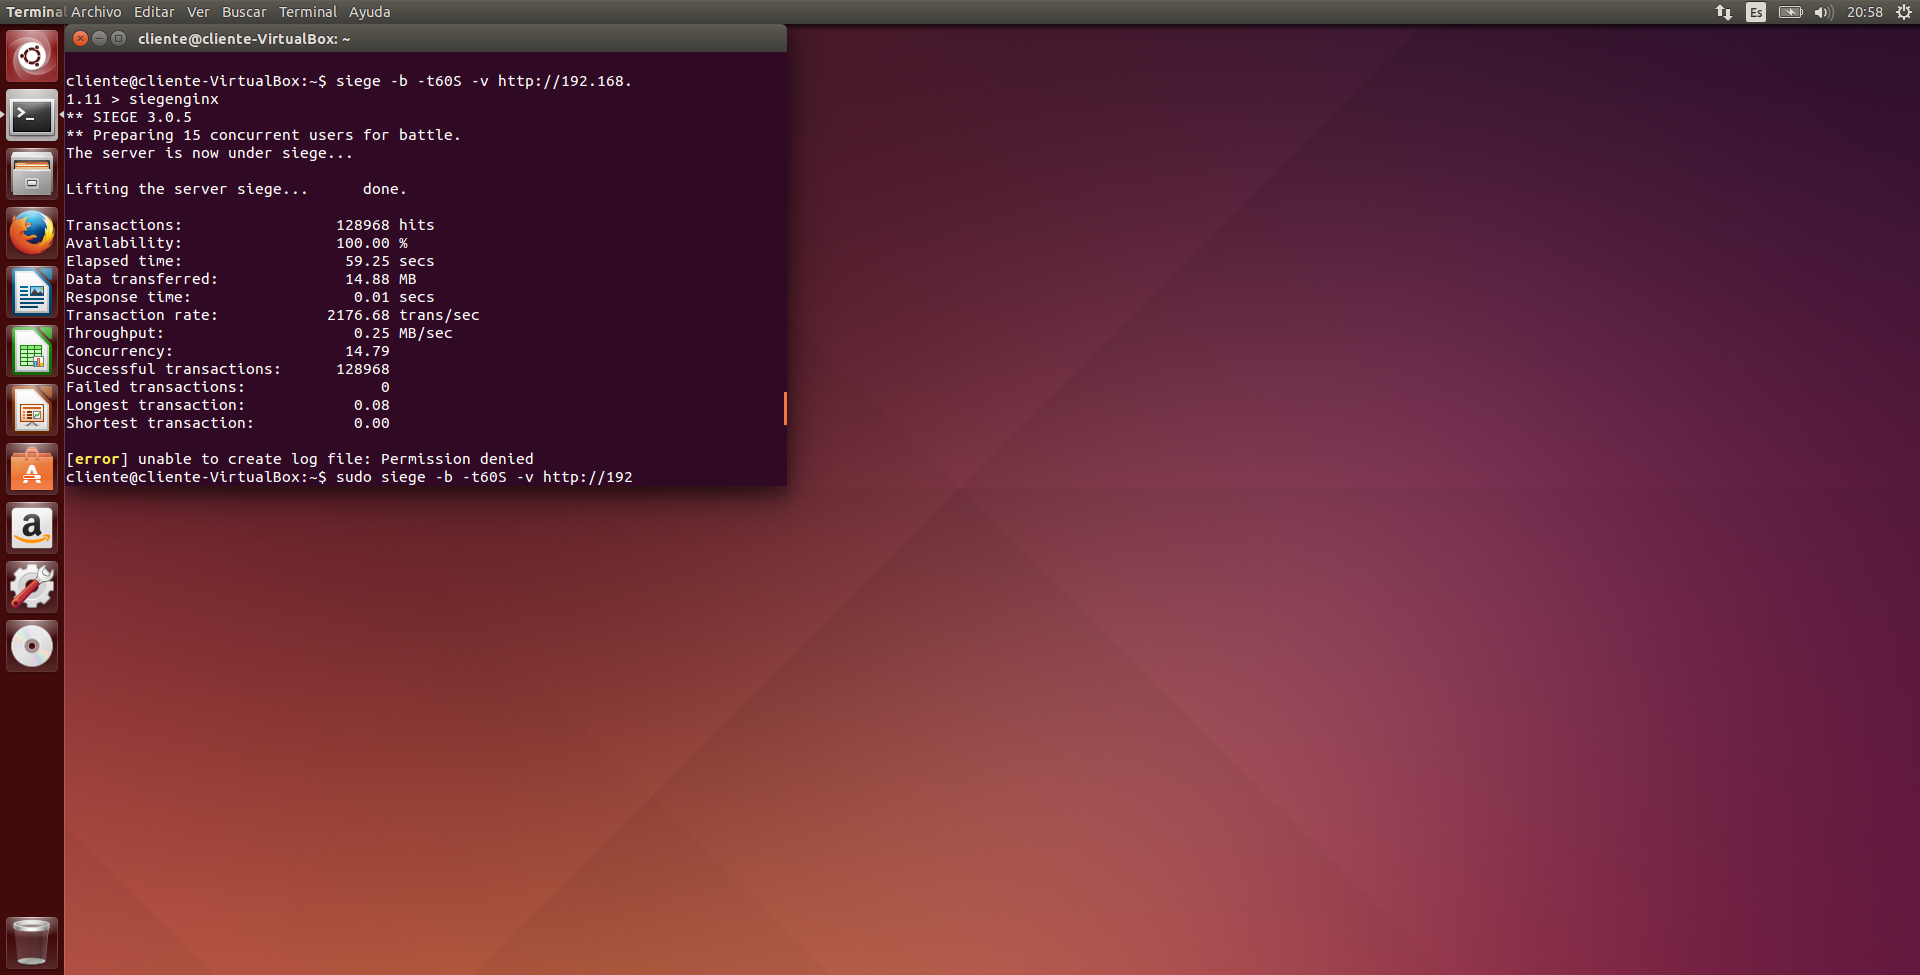 Terminal Archivo Editar Ver Buscar Terminal Ayuda Es 20:58
cliente@cliente-VirtualBox: ~
cliente@cliente-VirtualBox:~$ siege -b -t60S -v http://192.168.
1.11 > siegenginx
** SIEGE 3.0.5
** Preparing 15 concurrent users for battle.
The server is now under siege...
Lifting the server siege...      done.
Transactions:                 128968 hits
Availability:                 100.00 %
Elapsed time:                  59.25 secs
Data transferred:              14.88 MB
Response time:                  0.01 secs
Transaction rate:            2176.68 trans/sec
Throughput:                     0.25 MB/sec
Concurrency:                   14.79
Successful transactions:      128968
Failed transactions:               0
Longest transaction:            0.08
Shortest transaction:           0.00
[error] unable to create log file: Permission denied
cliente@cliente-VirtualBox:~$ sudo siege -b -t60S -v http://192